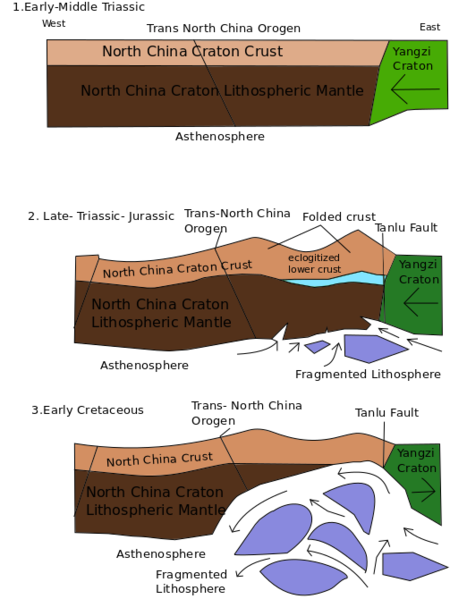 1.Early-Middle Triassic
West
Trans North China Orogen
East
North China Craton Crust
Yangzi
Craton
North China Craton Lithospheric Mantle
Asthenosphere
2. Late- Triassic- Jurassic
Trans-North China
Orogen
Folded crust
Tanlu Fault
North China Craton Crust
eclogitized
lower crust
Yangzi
Craton
North China Craton
Lithospheric Mantle
Asthenosphere
Fragmented Lithosphere
3.Early Cretaceous
Trans- North China
Orogen
Tanlu Fault
North China Crust
Yangzi
Craton
North China Craton
Lithospheric Mantle
Asthenosphere
Fragmented
Lithosphere